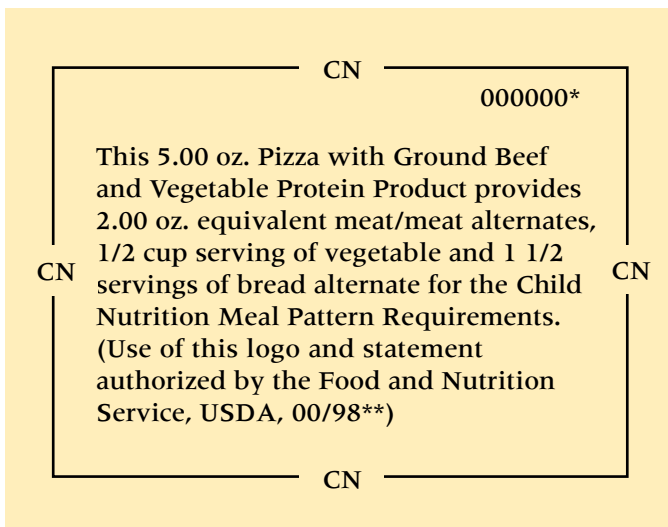 CN
000000*
This 5.00 oz. Pizza with Ground Beef
and Vegetable Protein Product provides
2.00 oz. equivalent meat/meat alternates,
1/2 cup serving of vegetable and 1 1/2
CN
CN
servings of bread alternate for the Child
Nutrition Meal Pattern Requirements.
(Use of this logo and statement
authorized by the Food and Nutrition
Service, USDA, 00/98**)
CN